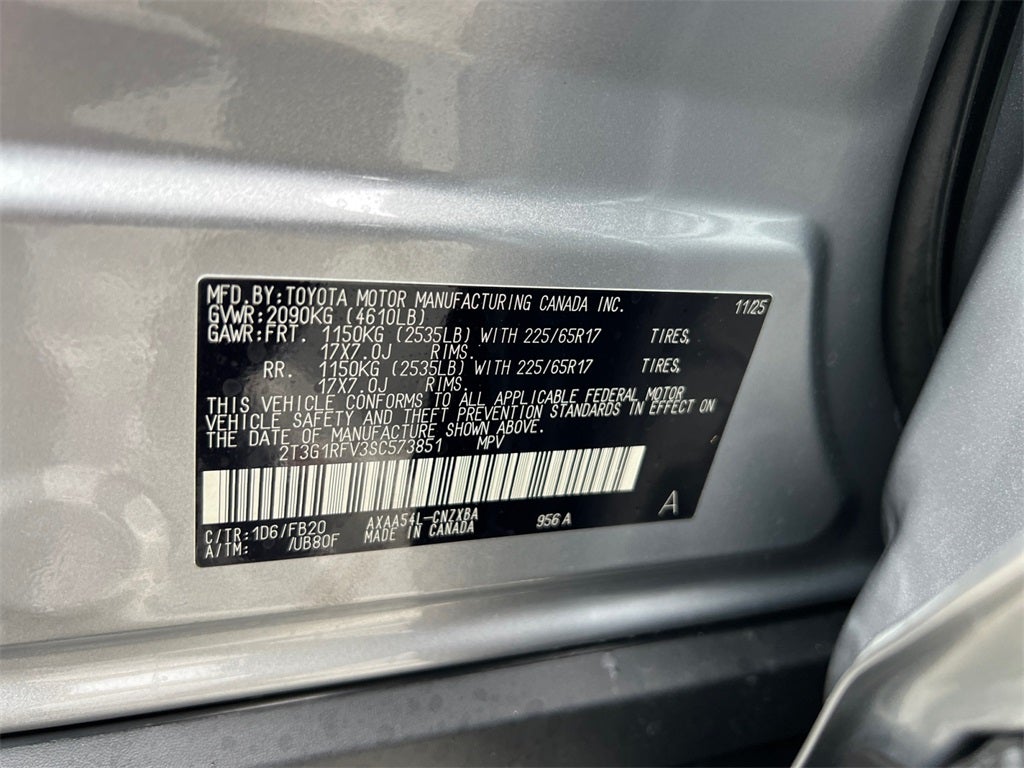 MFD. BY: TOYOTA MOTOR MANUFACTURING CANADA INC. 11/25
GVWR: 2090KG (4610LB)
GAWR: FRT. 1150KG (2535LB) WITH 225/65R17 TIRES,
17X7.0J RIMS.
RR. 1150KG (2535LB) WITH 225/65R17 TIRES,
17X7.0J RIMS.
THIS VEHICLE CONFORMS TO ALL APPLICABLE FEDERAL MOTOR
VEHICLE SAFETY AND THEFT PREVENTION STANDARDS IN EFFECT ON
THE DATE OF MANUFACTURE SHOWN ABOVE.
2T3G1RFV3SC573851 MPV
C/TR: 1D6/FB20 AXAA54L-CNZXBA 956 A A
A/TM: /UB80F MADE IN CANADA